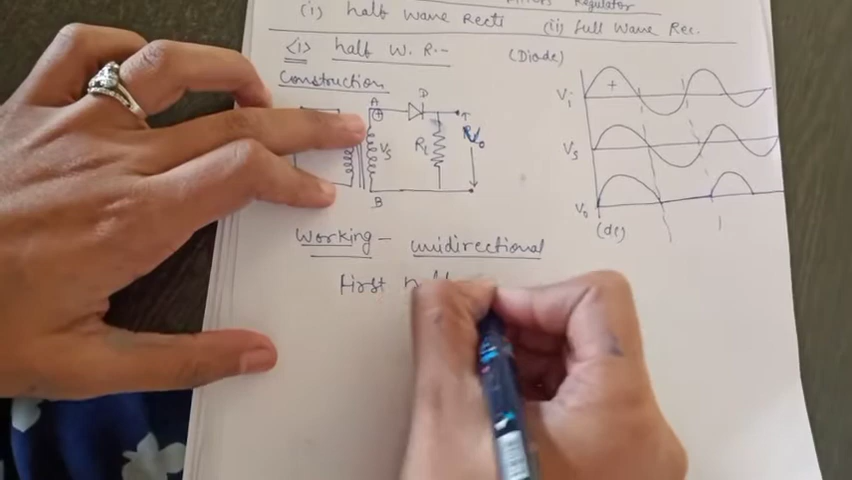 Regulator
(i) half wave Recti (ii) full wave Rec.
<i> half W. R.- (Diode)
Construction
A D
+
Vs RL Vo
B
Vi +
Vs
Vo
(dc)
Working - unidirectional
First